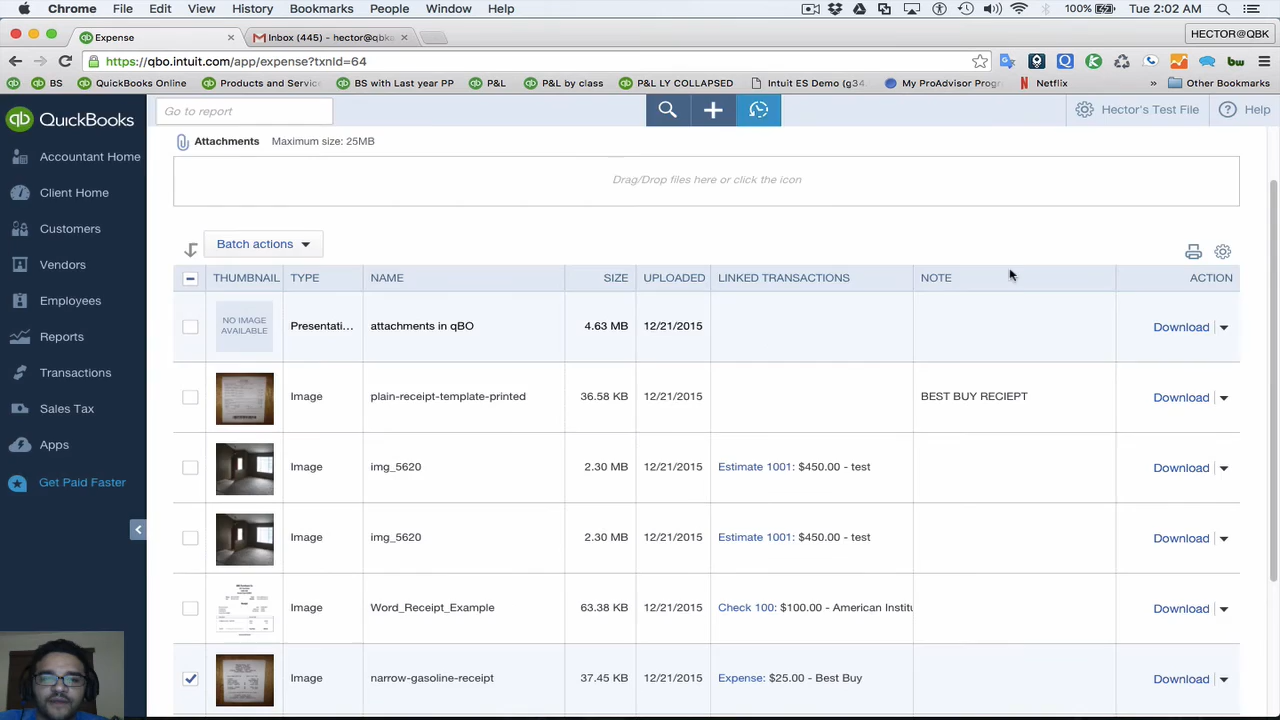 Chrome File Edit View History Bookmarks People Window Help 100% Tue 2:02 AM
Expense Inbox (445) - hector@qbk HECTOR@QBK
https://qbo.intuit.com/app/expense?txnId=64
BS QuickBooks Online Products and Service BS with Last year PP P&L P&L by class P&L LY COLLAPSED Intuit ES Demo (g34 My ProAdvisor Progr Netflix » Other Bookmarks
QuickBooks Go to report Hector's Test File Help
Accountant Home
Client Home
Customers
Vendors
Employees
Reports
Transactions
Sales Tax
Apps
Get Paid Faster
Attachments Maximum size: 25MB
Drag/Drop files here or click the icon
Batch actions
THUMBNAIL TYPE NAME SIZE UPLOADED LINKED TRANSACTIONS NOTE ACTION
NO IMAGE AVAILABLE Presentati... attachments in qBO 4.63 MB 12/21/2015 Download
Image plain-receipt-template-printed 36.58 KB 12/21/2015 BEST BUY RECIEPT Download
Image img_5620 2.30 MB 12/21/2015 Estimate 1001: $450.00 - test Download
Image img_5620 2.30 MB 12/21/2015 Estimate 1001: $450.00 - test Download
Image Word_Receipt_Example 63.38 KB 12/21/2015 Check 100: $100.00 - American Instit Download
Image narrow-gasoline-receipt 37.45 KB 12/21/2015 Expense: $25.00 - Best Buy Download